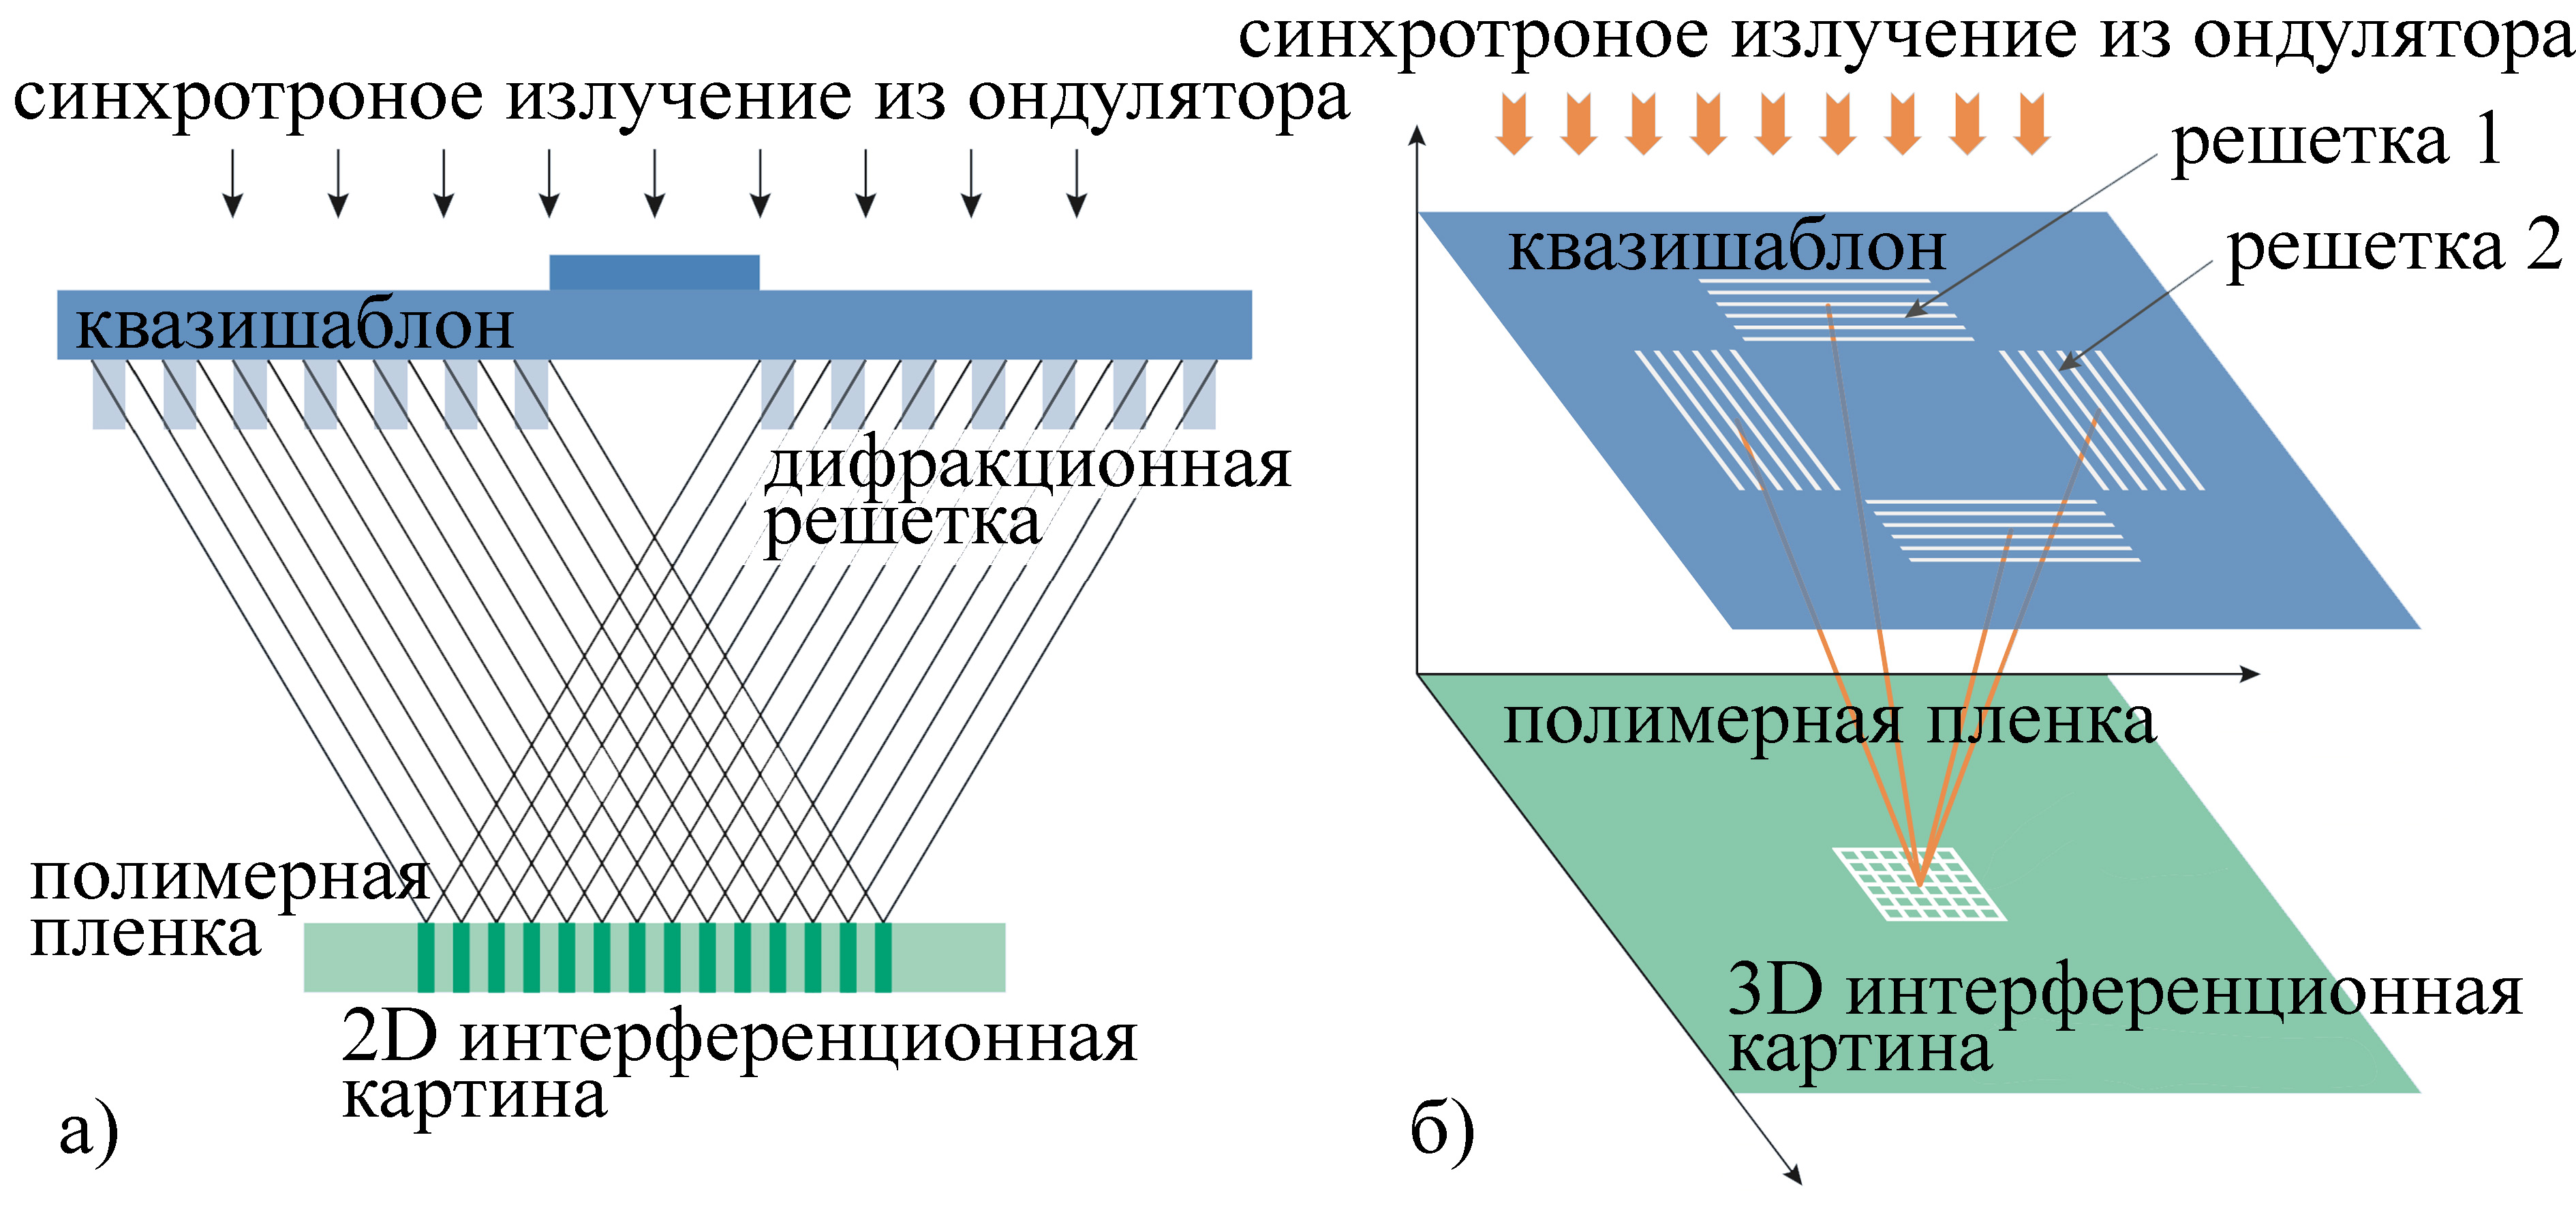 синхротроное излучение из ондулятора
квазишаблон
дифракционная
решетка
полимерная
пленка
2D интерференционная
картина
а)
синхротроное излучение из ондулятора
решетка 1
решетка 2
квазишаблон
полимерная пленка
3D интерференционная
картина
б)